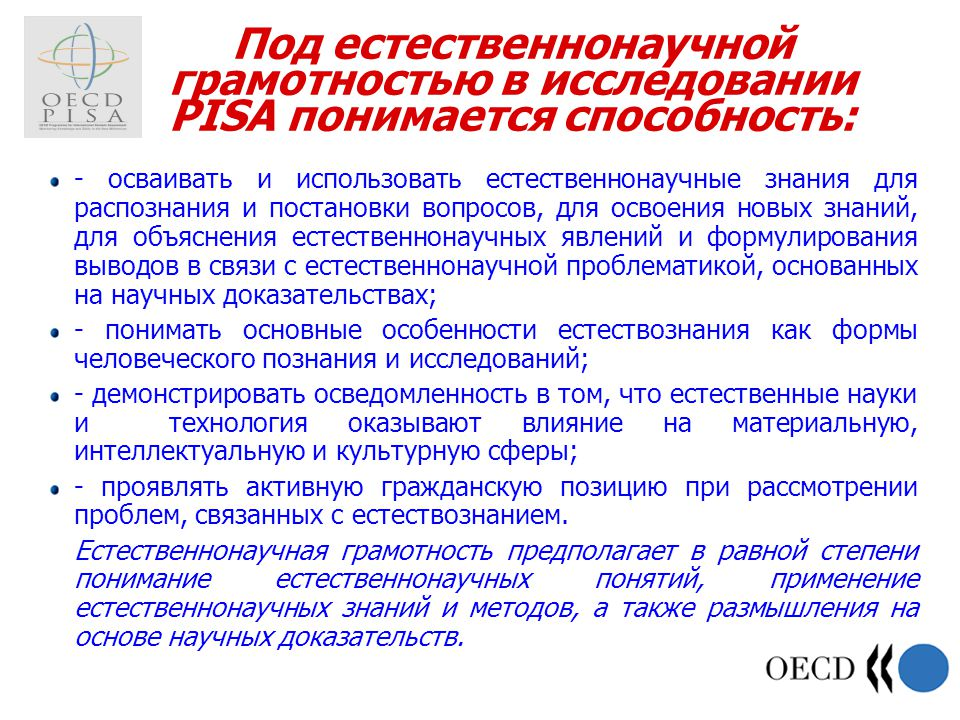 OECD
PISA
Под естественнонаучной
грамотностью в исследовании
PISA понимается способность:
- осваивать и использовать естественнонаучные знания для
распознания и постановки вопросов, для освоения новых знаний,
для объяснения естественнонаучных явлений и формулирования
выводов в связи с естественнонаучной проблематикой, основанных
на научных доказательствах;
- понимать основные особенности естествознания как формы
человеческого познания и исследований;
- демонстрировать осведомленность в том, что естественные науки
и технология оказывают влияние на материальную,
интеллектуальную и культурную сферы;
- проявлять активную гражданскую позицию при рассмотрении
проблем, связанных с естествознанием.
Естественнонаучная грамотность предполагает в равной степени
понимание естественнонаучных понятий, применение
естественнонаучных знаний и методов, а также размышления на
основе научных доказательств.
OECD